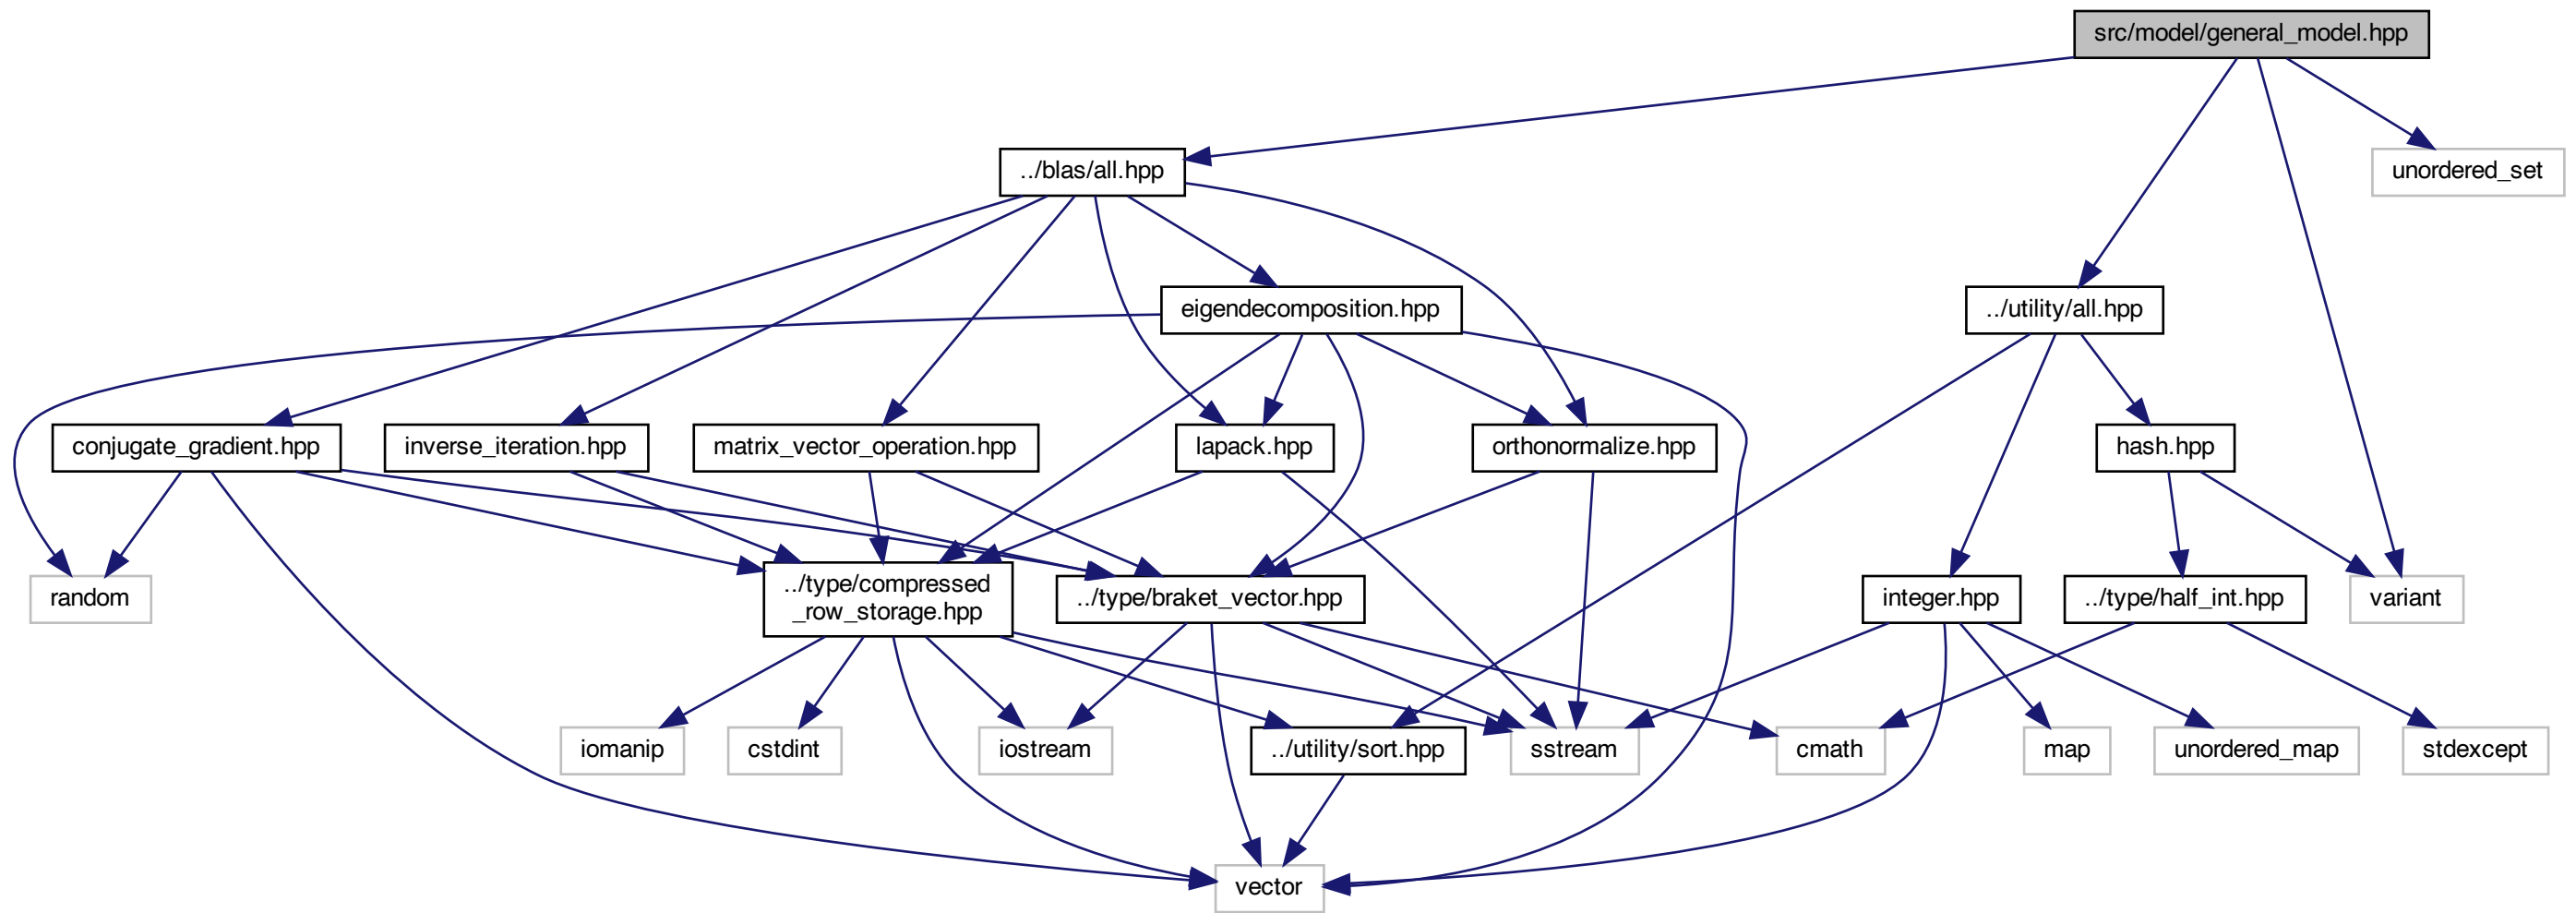 src/model/general_model.hpp
../blas/all.hpp
unordered_set
eigendecomposition.hpp
../utility/all.hpp
conjugate_gradient.hpp
inverse_iteration.hpp
matrix_vector_operation.hpp
lapack.hpp
orthonormalize.hpp
hash.hpp
random
../type/compressed
_row_storage.hpp
../type/braket_vector.hpp
integer.hpp
../type/half_int.hpp
variant
iomanip
cstdint
iostream
../utility/sort.hpp
sstream
cmath
map
unordered_map
stdexcept
vector